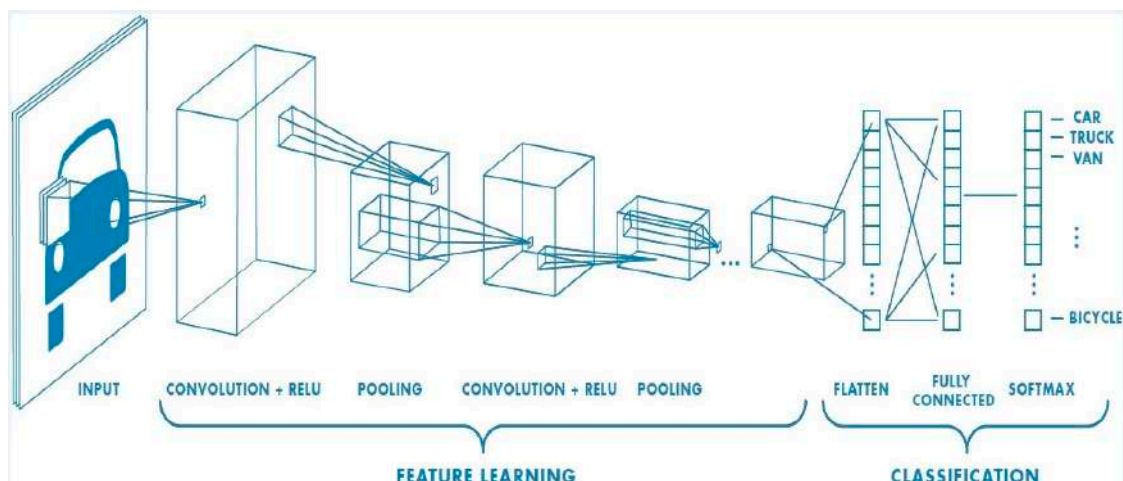 CAR
TRUCK
VAN
BICYCLE
INPUT
CONVOLUTION + RELU
POOLING
CONVOLUTION + RELU
POOLING
FLATTEN
FULLY
CONNECTED
SOFTMAX
FEATURE LEARNING
CLASSIFICATION